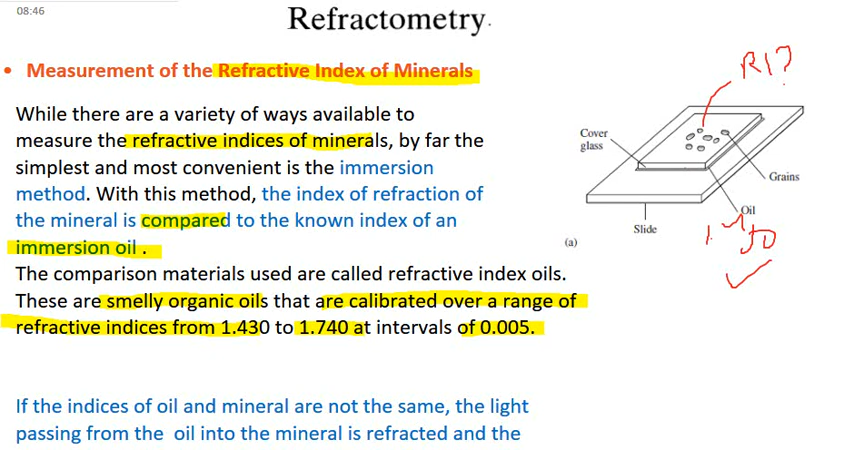 08:46
Refractometry.
• Measurement of the Refractive Index of Minerals
While there are a variety of ways available to
measure the refractive indices of minerals, by far the
simplest and most convenient is the immersion
method. With this method, the index of refraction of
the mineral is compared to the known index of an
immersion oil .
The comparison materials used are called refractive index oils.
These are smelly organic oils that are calibrated over a range of
refractive indices from 1.430 to 1.740 at intervals of 0.005.
If the indices of oil and mineral are not the same, the light
passing from the oil into the mineral is refracted and the
RI?
Cover
glass
Grains
Oil
Slide
(a)